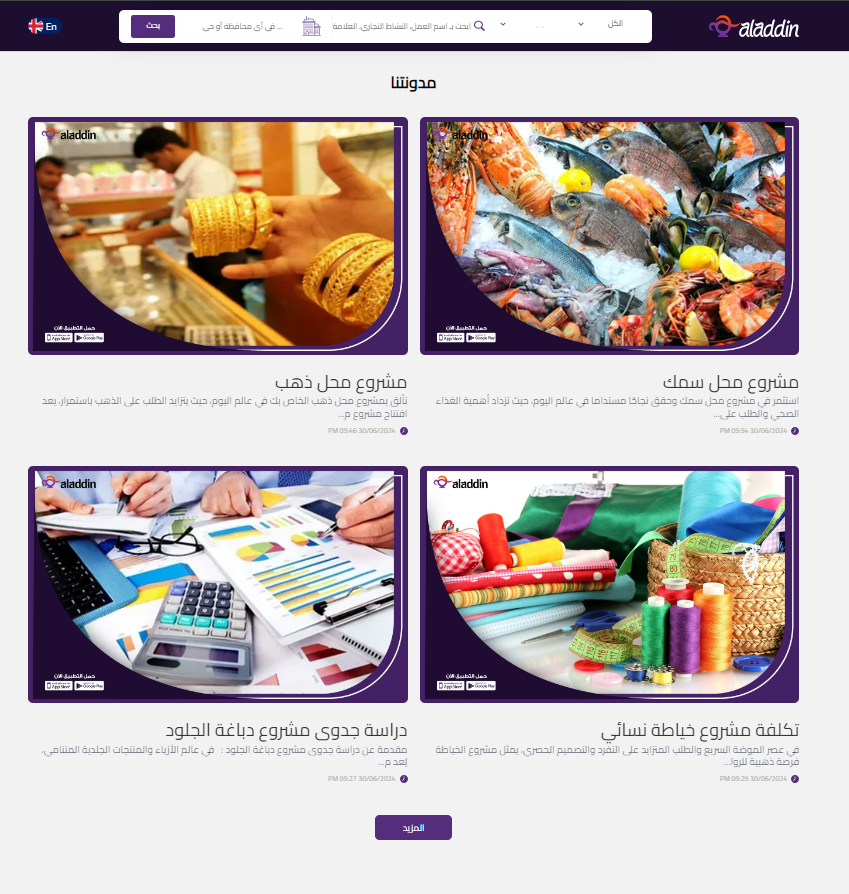 aladdin
الكل
ابحث بـ اسم العمل، النشاط التجاري، العلامة
... في أي محافظة أو حي
بحث
En
مدونتنا
aladdin
حمل التطبيق الآن
App Store
Google Play
مشروع محل سمك
استثمر في مشروع محل سمك وحقق نجاحًا مستداما في عالم اليوم، حيث تزداد أهمية الغذاء
الصحي والطلب على...
PM 09:54 30/06/2024
aladdin
حمل التطبيق الآن
App Store
Google Play
مشروع محل ذهب
تألق بمشروع محل ذهب الخاص بك في عالم اليوم، حيث يتزايد الطلب على الذهب باستمرار، يعد
افتتاح مشروع م...
PM 09:46 30/06/2024
aladdin
حمل التطبيق الآن
App Store
Google Play
تكلفة مشروع خياطة نسائي
في عصر الموضة السريع والطلب المتزايد على التفرد والتصميم الحصري، يمثل مشروع الخياطة
فرصة ذهبية للروا...
PM 09:29 30/06/2024
aladdin
حمل التطبيق الآن
App Store
Google Play
دراسة جدوى مشروع دباغة الجلود
مقدمة عن دراسة جدوى مشروع دباغة الجلود : في عالم الأزياء والمنتجات الجلدية المتنامي،
يُعد م...
PM 09:27 30/06/2024
المزيد